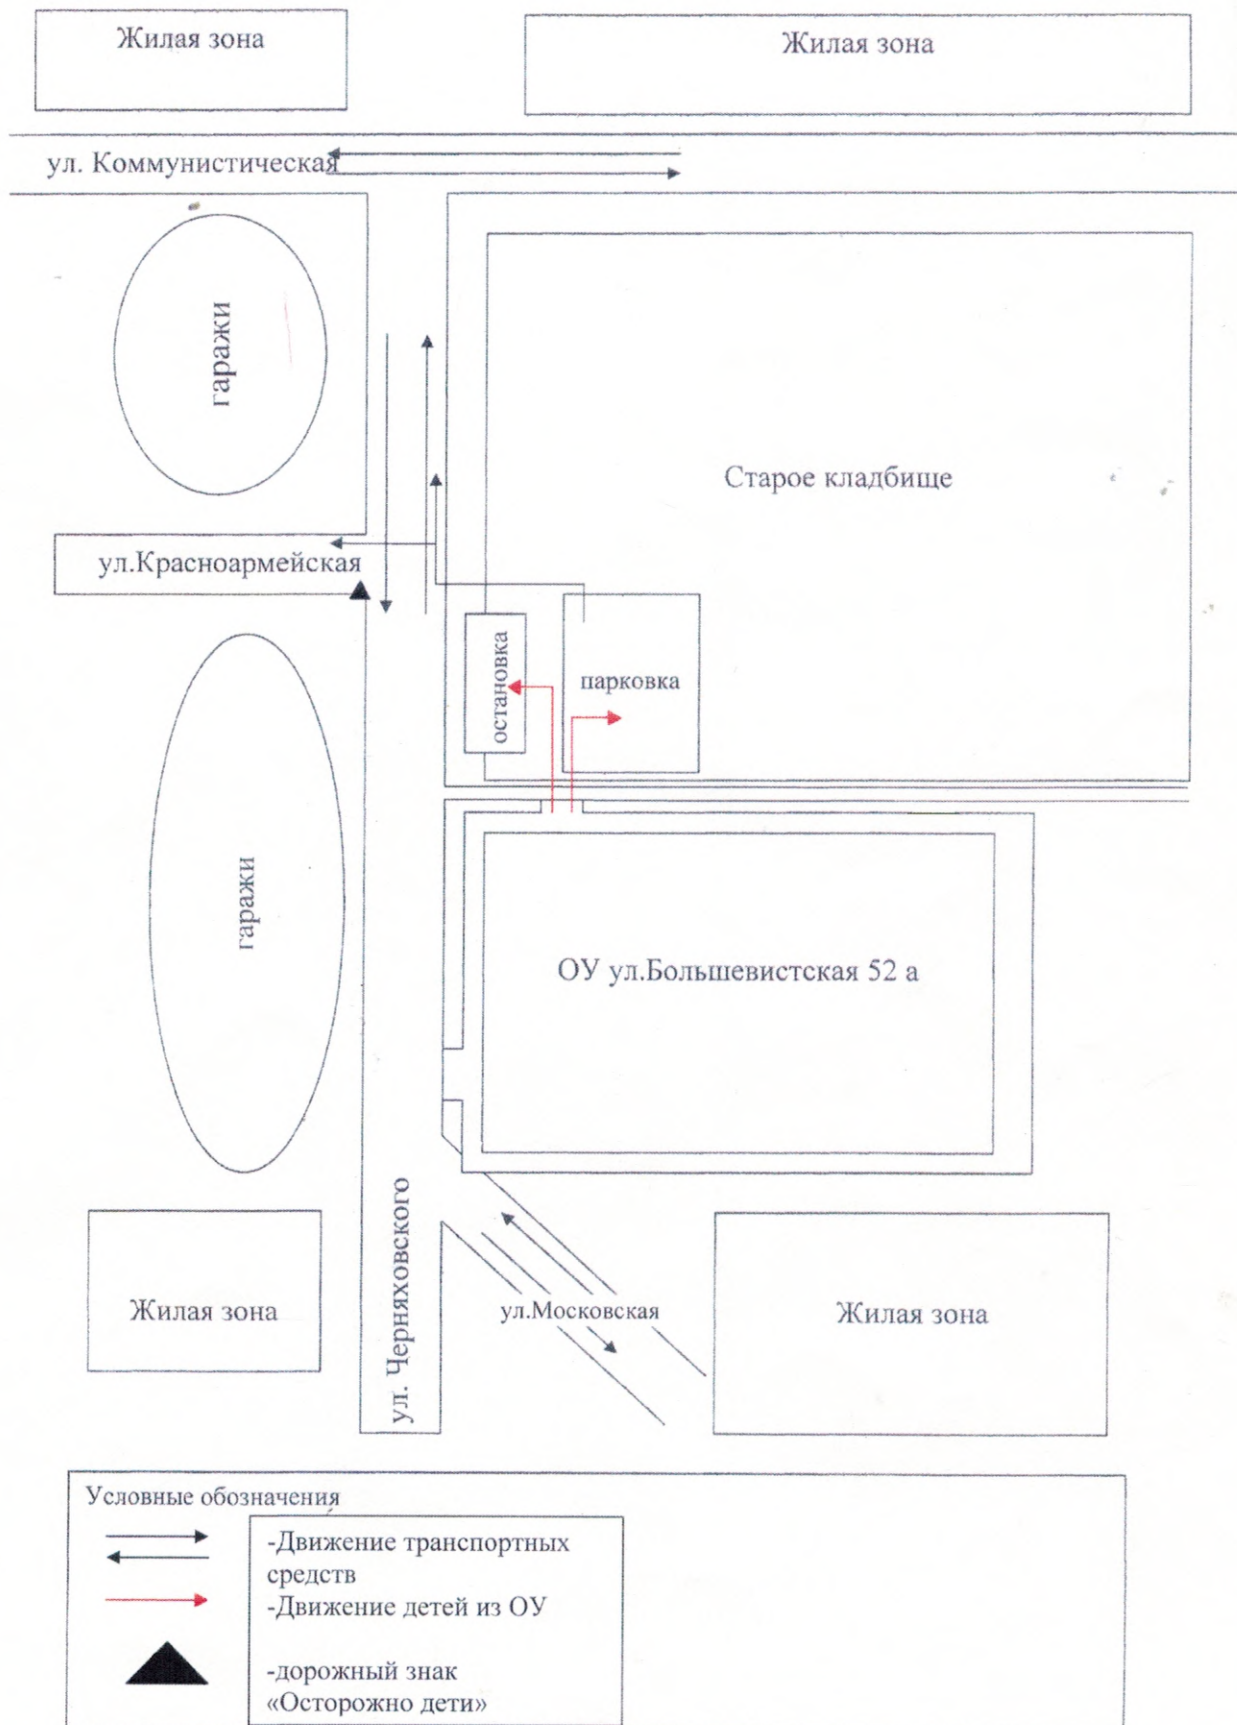 Жилая зона
Жилая зона
ул. Коммунистическая
гаражи
Старое кладбище
ул.Красноармейская
остановка
парковка
гаражи
ОУ ул.Большевистская 52 а
ул. Черняховского
Жилая зона
ул.Московская
Жилая зона
Условные обозначения
-Движение транспортных
средств
-Движение детей из ОУ
-дорожный знак
«Осторожно дети»